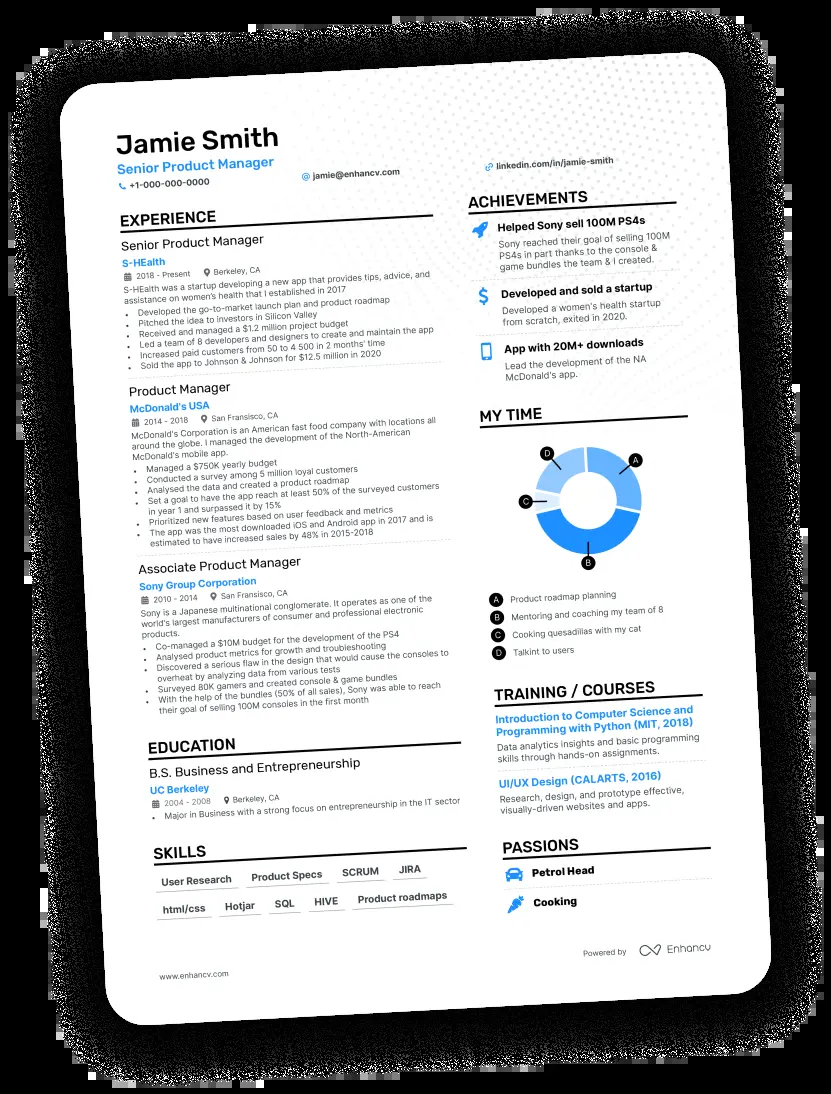 Jamie Smith
Senior Product Manager
+1-000-000-0000
jamie@enhancv.com
linkedin.com/in/jamie-smith
EXPERIENCE
Senior Product Manager
S-HEalth
2018 - Present Berkeley, CA
S-HEalth was a startup developing a new app that provides tips, advice, and
assistance on women's health that I established in 2017
• Developed the go-to-market launch plan and product roadmap
• Pitched the idea to investors in Silicon Valley
• Received and managed a $1.2 million project budget
• Led a team of 8 developers and designers to create and maintain the app
• Increased paid customers from 50 to 4 500 in 2 months' time
• Sold the app to Johnson & Johnson for $12.5 million in 2020
Product Manager
McDonald's USA
2014 - 2018 San Fransisco, CA
McDonald's Corporation is an American fast food company with locations all
around the globe. I managed the development of the North-American
McDonald's mobile app.
• Managed a $750K yearly budget
• Conducted a survey among 5 million loyal customers
• Analysed the data and created a product roadmap
• Set a goal to have the app reach at least 50% of the surveyed customers
in year 1 and surpassed it by 15%
• Prioritized new features based on user feedback and metrics
• The app was the most downloaded iOS and Android app in 2017 and is
estimated to have increased sales by 48% in 2015-2018
Associate Product Manager
Sony Group Corporation
2010 - 2014 San Fransisco, CA
Sony is a Japanese multinational conglomerate. It operates as one of the
world's largest manufacturers of consumer and professional electronic
products.
• Co-managed a $10M budget for the development of the PS4
• Analysed product metrics for growth and troubleshooting
• Discovered a serious flaw in the design that would cause the consoles to
overheat by analyzing data from various tests
• Surveyed 80K gamers and created console & game bundles
• With the help of the bundles (50% of all sales), Sony was able to reach
their goal of selling 100M consoles in the first month
EDUCATION
B.S. Business and Entrepreneurship
UC Berkeley
2004 - 2008 Berkeley, CA
• Major in Business with a strong focus on entrepreneurship in the IT sector
SKILLS
User Research Product Specs SCRUM JIRA
html/css Hotjar SQL HIVE Product roadmaps
ACHIEVEMENTS
Helped Sony sell 100M PS4s
Sony reached their goal of selling 100M
PS4s in part thanks to the console &
game bundles the team & I created.
Developed and sold a startup
Developed a women's health startup
from scratch, exited in 2020.
App with 20M+ downloads
Lead the development of the NA
McDonald's app.
MY TIME
D
A
C
B
A Product roadmap planning
B Mentoring and coaching my team of 8
C Cooking quesadillas with my cat
D Talkint to users
TRAINING / COURSES
Introduction to Computer Science and
Programming with Python (MIT, 2018)
Data analytics insights and basic programming
skills through hands-on assignments.
UI/UX Design (CALARTS, 2016)
Research, design, and prototype effective,
visually-driven websites and apps.
PASSIONS
Petrol Head
Cooking
www.enhancv.com
Powered by Enhancv